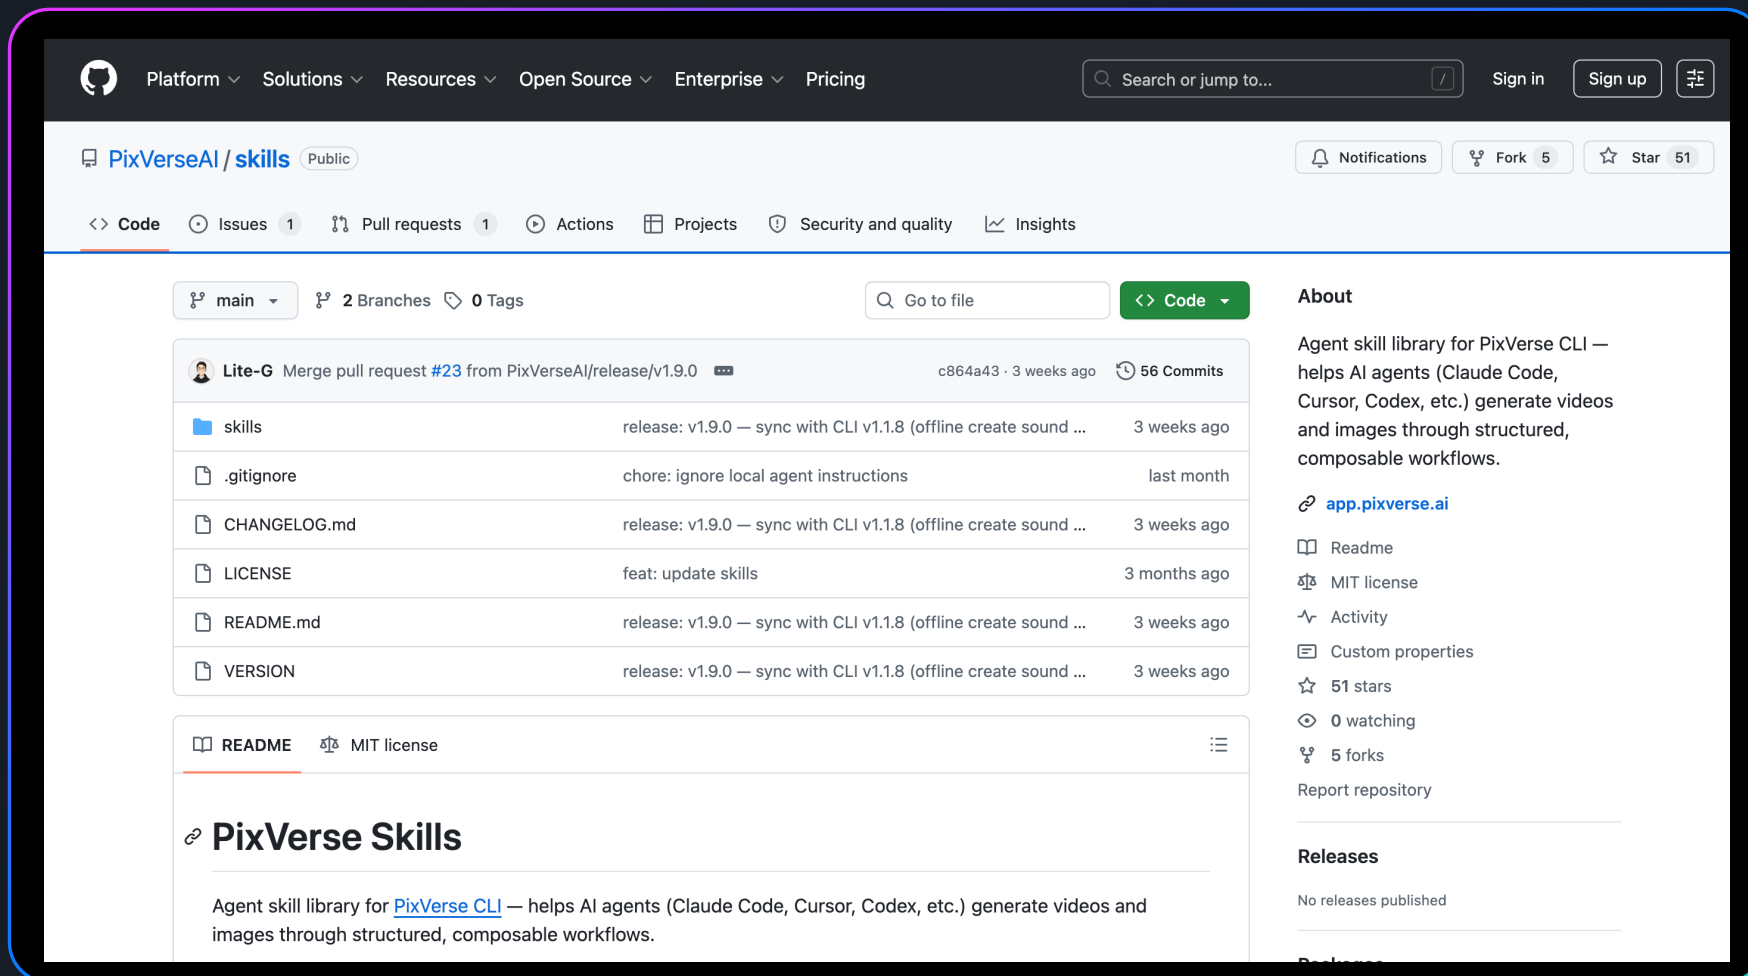 Platform Solutions Resources Open Source Enterprise Pricing Search or jump to... / Sign in Sign up
PixVerseAI / skills Public Notifications Fork 5 Star 51
Code Issues 1 Pull requests 1 Actions Projects Security and quality Insights
main 2 Branches 0 Tags Go to file Code
Lite-G Merge pull request #23 from PixVerseAI/release/v1.9.0 c864a43 · 3 weeks ago 56 Commits
skills release: v1.9.0 — sync with CLI v1.1.8 (offline create sound ... 3 weeks ago
.gitignore chore: ignore local agent instructions last month
CHANGELOG.md release: v1.9.0 — sync with CLI v1.1.8 (offline create sound ... 3 weeks ago
LICENSE feat: update skills 3 months ago
README.md release: v1.9.0 — sync with CLI v1.1.8 (offline create sound ... 3 weeks ago
VERSION release: v1.9.0 — sync with CLI v1.1.8 (offline create sound ... 3 weeks ago
README MIT license
PixVerse Skills
Agent skill library for PixVerse CLI — helps AI agents (Claude Code, Cursor, Codex, etc.) generate videos and
images through structured, composable workflows.
About
Agent skill library for PixVerse CLI —
helps AI agents (Claude Code,
Cursor, Codex, etc.) generate videos
and images through structured,
composable workflows.
app.pixverse.ai
Readme
MIT license
Activity
Custom properties
51 stars
0 watching
5 forks
Report repository
Releases
No releases published